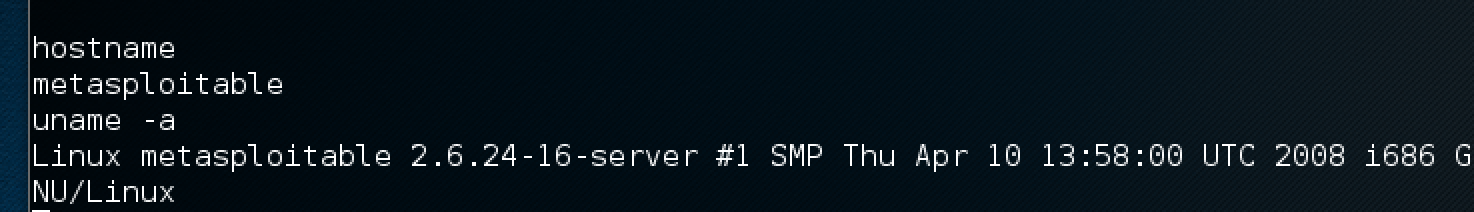 hostname
metasploitable
uname -a
Linux metasploitable 2.6.24-16-server #1 SMP Thu Apr 10 13:58:00 UTC 2008 i686 G
NU/Linux